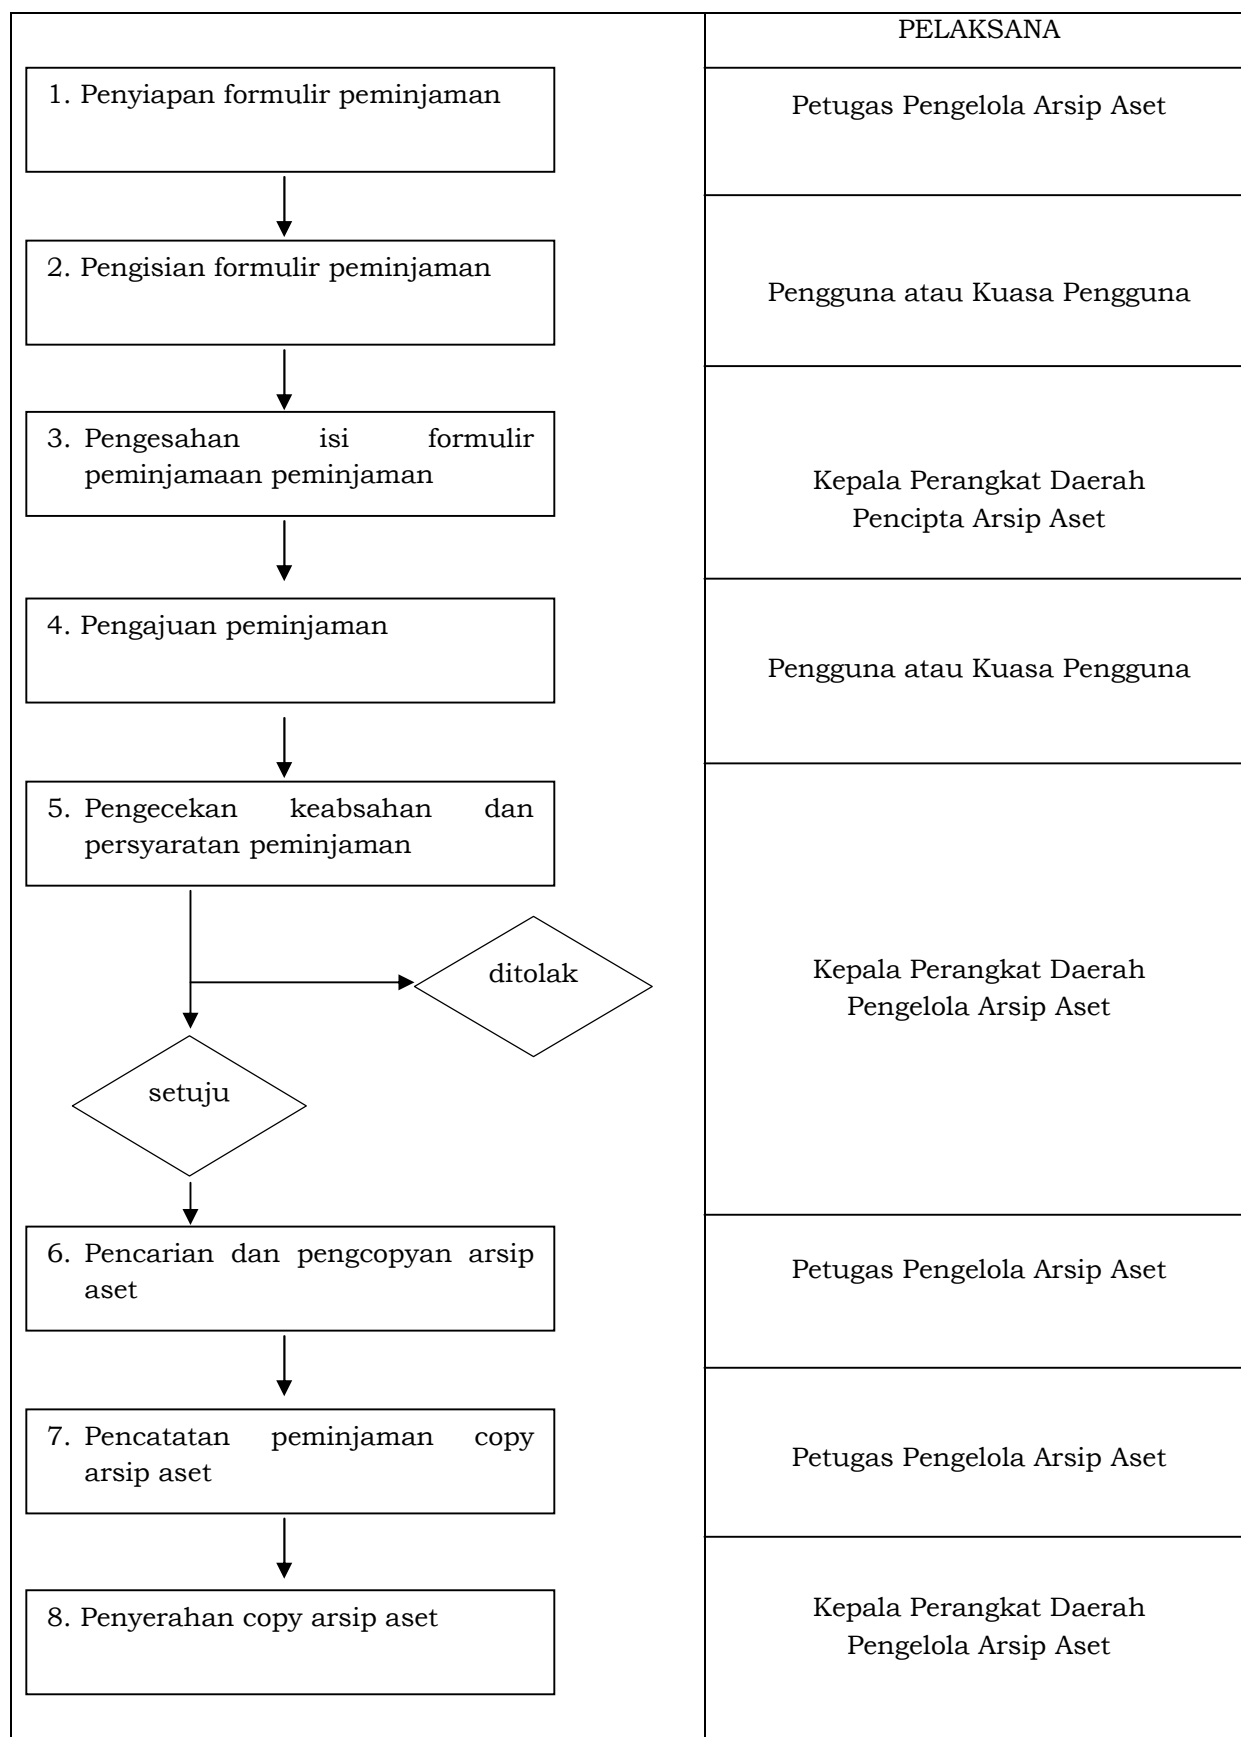 PELAKSANA
1. Penyiapan formulir peminjaman
Petugas Pengelola Arsip Aset
2. Pengisian formulir peminjaman
Pengguna atau Kuasa Pengguna
3. Pengesahan isi formulir
peminjamaan peminjaman
Kepala Perangkat Daerah
Pencipta Arsip Aset
4. Pengajuan peminjaman
Pengguna atau Kuasa Pengguna
5. Pengecekan keabsahan dan
persyaratan peminjaman
ditolak
setuju
Kepala Perangkat Daerah
Pengelola Arsip Aset
6. Pencarian dan pengcopyan arsip
aset
Petugas Pengelola Arsip Aset
7. Pencatatan peminjaman copy
arsip aset
Petugas Pengelola Arsip Aset
8. Penyerahan copy arsip aset
Kepala Perangkat Daerah
Pengelola Arsip Aset